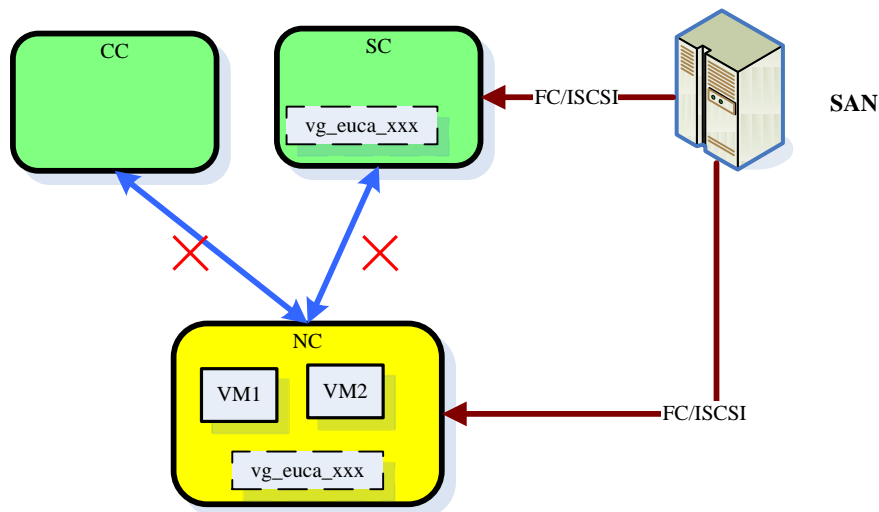 CC
SC
vg_euca_xxx
FC/ISCSI
SAN
NC
VM1
VM2
FC/ISCSI
vg_euca_xxx